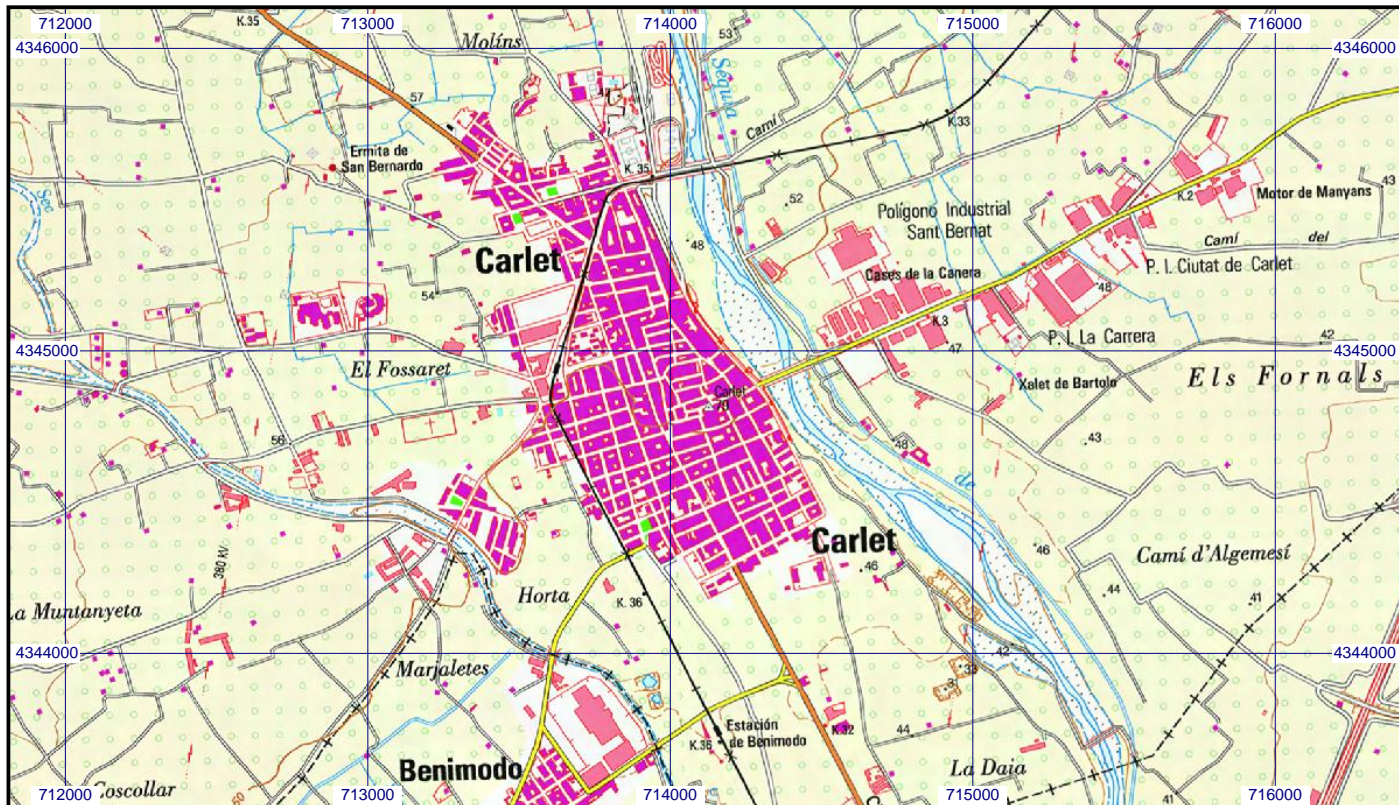 712000
713000
714000
715000
716000
K.35
4346000
Molíns
53
4346000
Séquia
57
K.33
Camí
Ermita de
San Bernardo
K. 35
43
K.2
Motor de Manyans
52
Sec
Polígono Industrial
Sant Bernat
48
Camí
del
Carlet
P. I. Ciutat de Carlet
Cases de la Canera
54
48
K.3
4345000
P. I. La Carrera
42
4345000
47
El Fossaret
Xalet de Bartolo
Els Fornals
Carlet
70
56
48
43
de
Carlet
46
Camí d'Algemesí
380 kV.
46
44
41
La Muntanyeta
Horta
K. 36
4344000
42
4344000
Marjaletes
33
K.32
Estación
de Benimodo
K.36
44
Benimodo
La Daia
Coscollar
60
41
712000
713000
714000
715000
716000